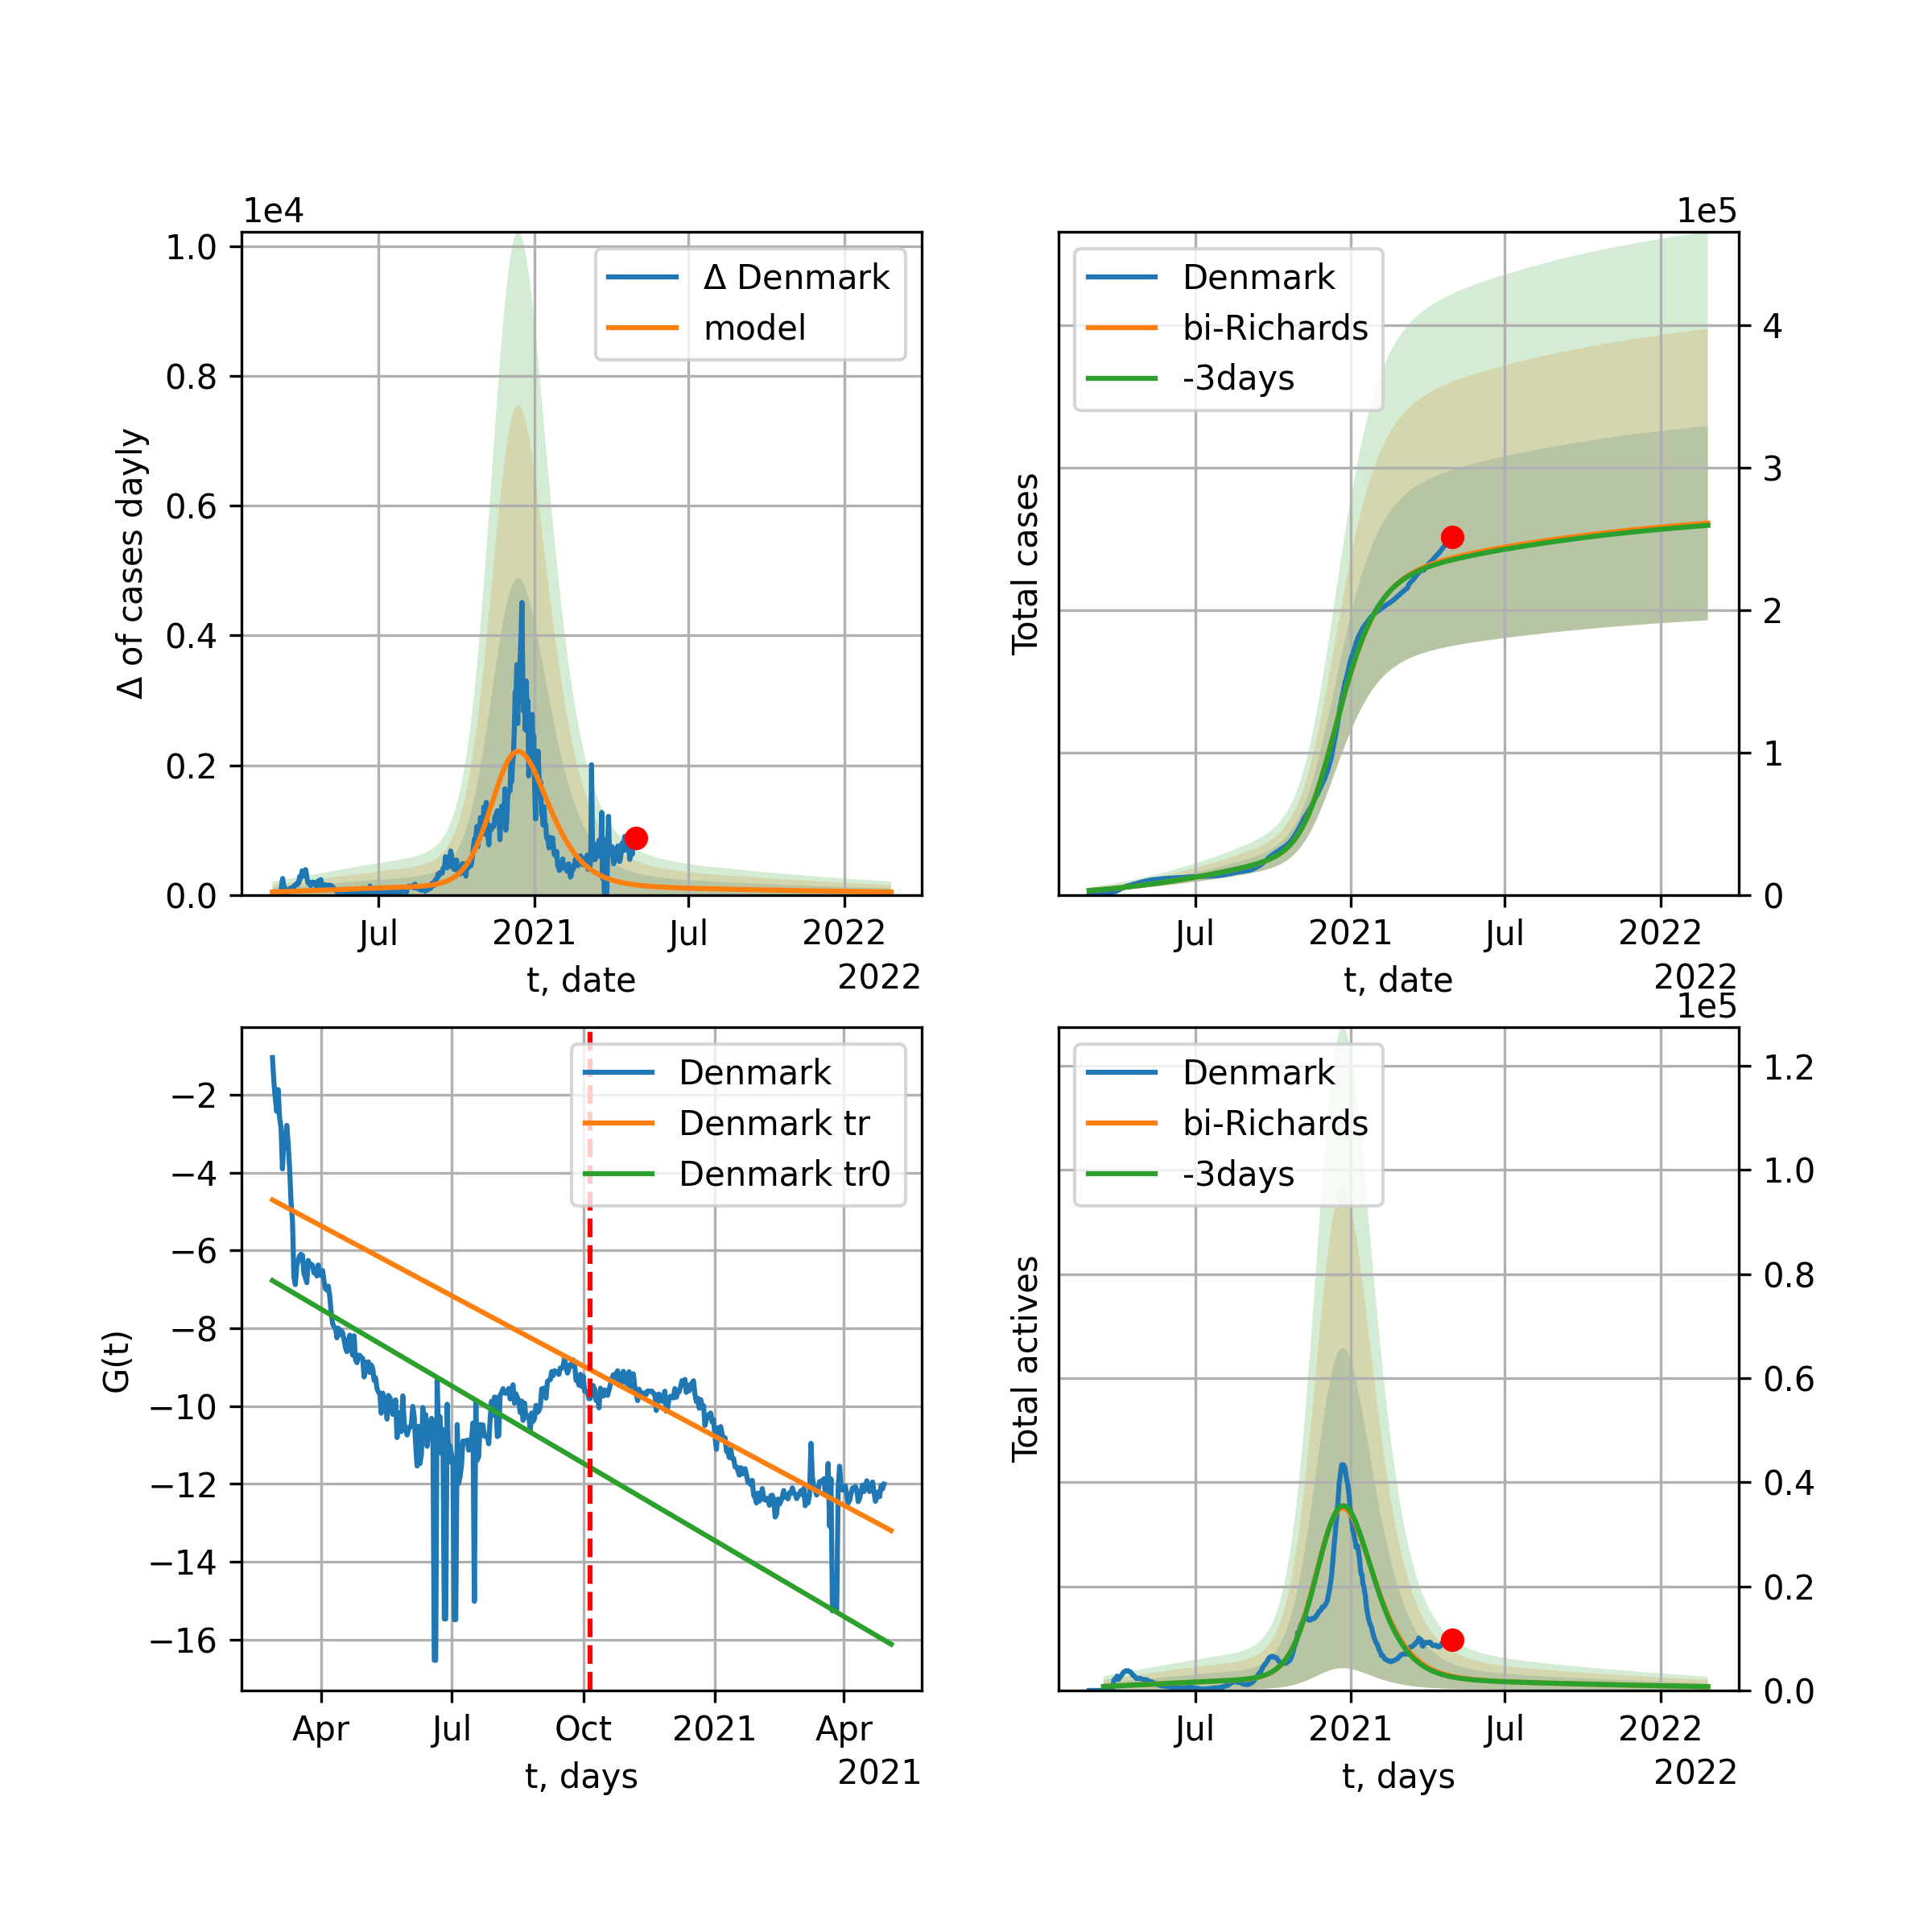 1e4
1.0
0.8
0.6
0.4
0.2
0.0
Δ of cases dayly
Δ Denmark
model
Jul 2021 Jul 2022
t, date
2022
1e5
Total cases
Denmark
bi-Richards
-3days
4
3
2
1
0
Jul 2021 Jul 2022
t, date
2022
G(t)
−2
−4
−6
−8
−10
−12
−14
−16
Denmark
Denmark tr
Denmark tr0
Apr Jul Oct 2021 Apr
t, days
2021
1e5
Total actives
Denmark
bi-Richards
-3days
1.2
1.0
0.8
0.6
0.4
0.2
0.0
Jul 2021 Jul 2022
t, days
2022